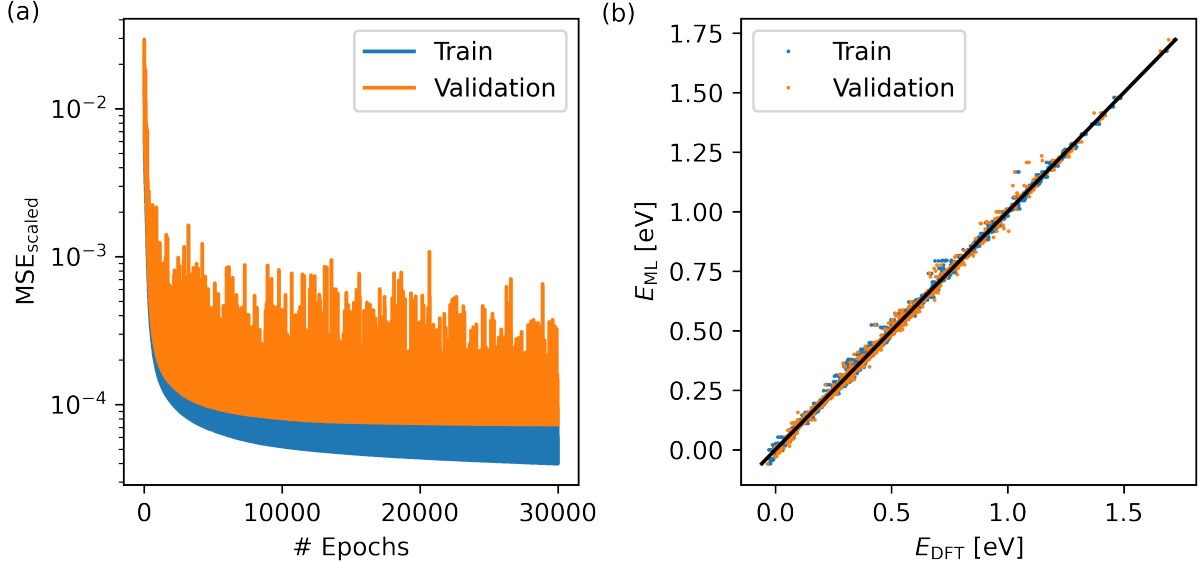 (a)
Train
Validation
10⁻²
10⁻³
10⁻⁴
MSE_scaled
0
10000
20000
30000
# Epochs
(b)
Train
Validation
1.75
1.50
1.25
1.00
0.75
0.50
0.25
0.00
E_ML [eV]
0.0
0.5
1.0
1.5
E_DFT [eV]